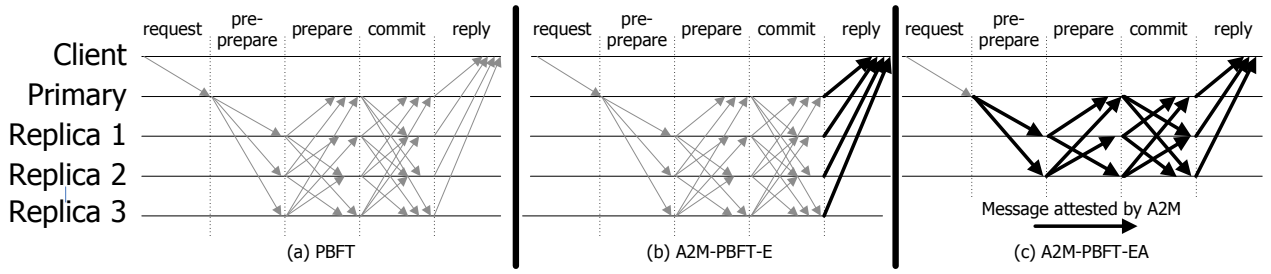 request pre-prepare prepare commit reply
request pre-prepare prepare commit reply
request pre-prepare prepare commit reply
Client
Primary
Replica 1
Replica 2
Replica 3
Message attested by A2M
(a) PBFT
(b) A2M-PBFT-E
(c) A2M-PBFT-EA